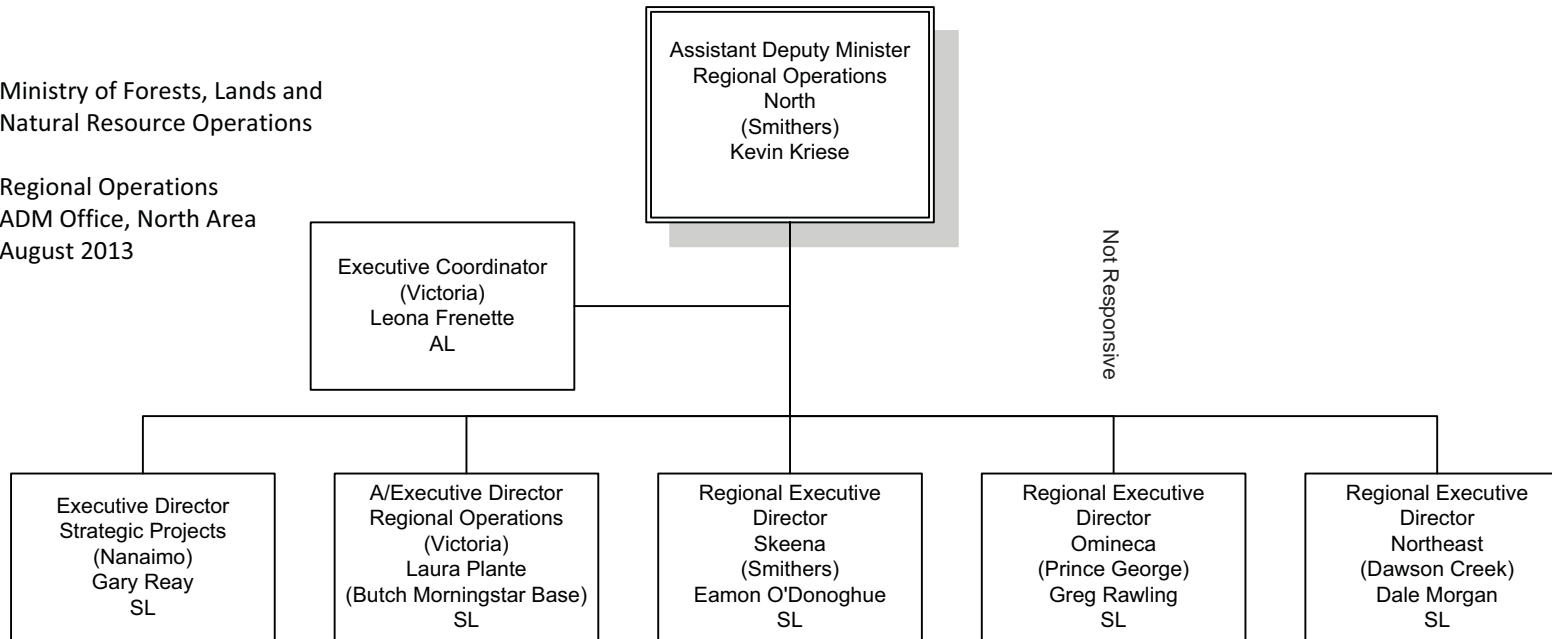 Ministry of Forests, Lands and
Natural Resource Operations
Regional Operations
ADM Office, North Area
August 2013
Assistant Deputy Minister
Regional Operations
North
(Smithers)
Kevin Kriese
Executive Coordinator
(Victoria)
Leona Frenette
AL
Not Responsive
Executive Director
Strategic Projects
(Nanaimo)
Gary Reay
SL
A/Executive Director
Regional Operations
(Victoria)
Laura Plante
(Butch Morningstar Base)
SL
Regional Executive
Director
Skeena
(Smithers)
Eamon O'Donoghue
SL
Regional Executive
Director
Omineca
(Prince George)
Greg Rawling
SL
Regional Executive
Director
Northeast
(Dawson Creek)
Dale Morgan
SL